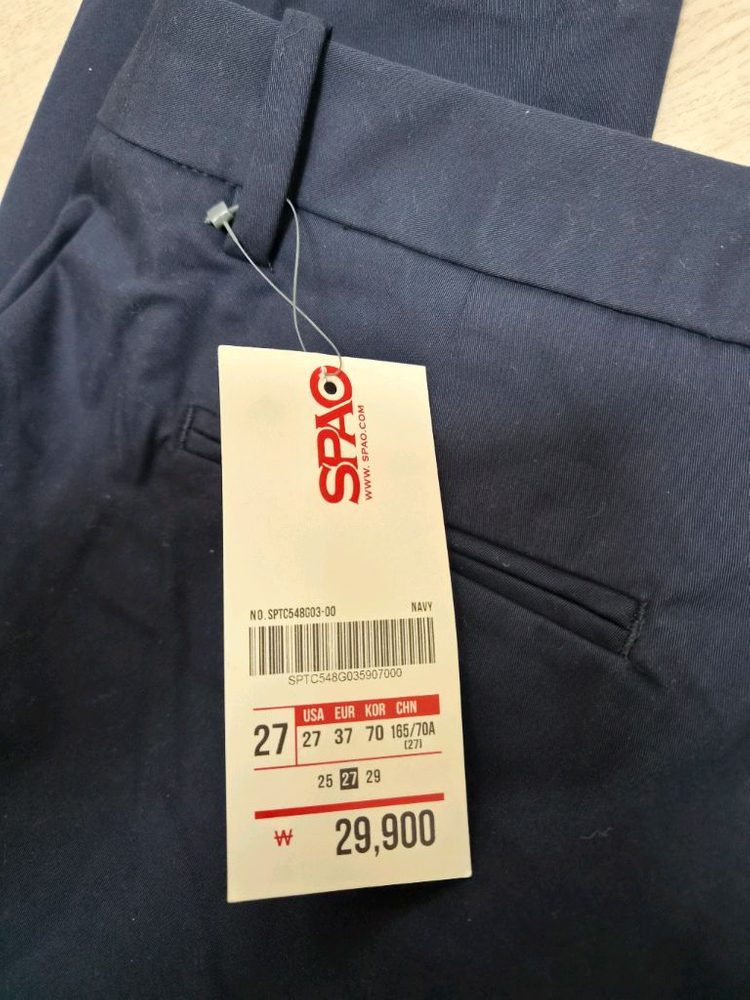 SPAO
WWW. SPAO.COM
NO. SPTC548G03-00 NAVY
SPTC548G035907000
27
USA EUR KOR CHN
27 37 70 165/70A
(27)
25 27 29
₩ 29,900